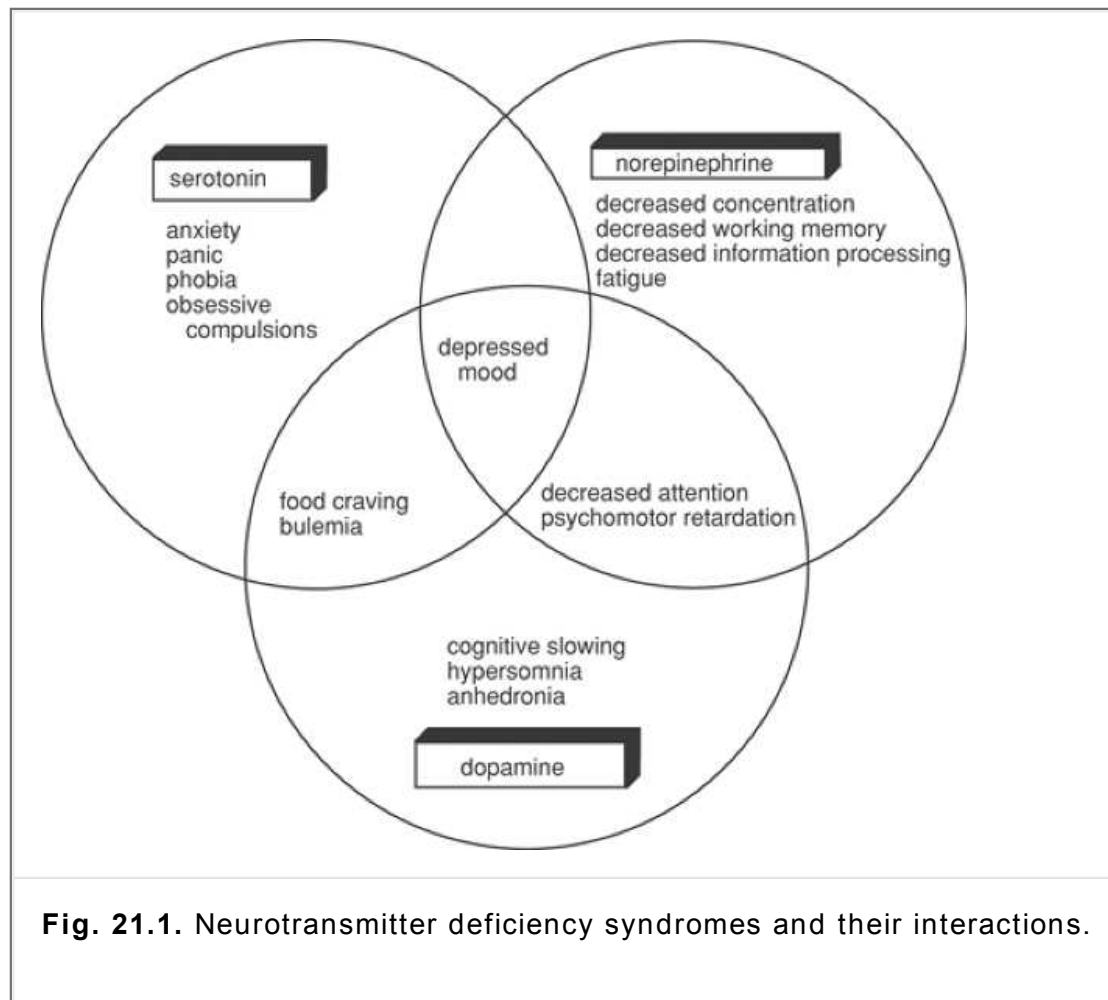 serotonin
anxiety
panic
phobia
obsessive
compulsions
norepinephrine
decreased concentration
decreased working memory
decreased information processing
fatigue
depressed
mood
food craving
bulemia
decreased attention
psychomotor retardation
cognitive slowing
hypersomnia
anhedronia
dopamine
Fig. 21.1. Neurotransmitter deficiency syndromes and their interactions.